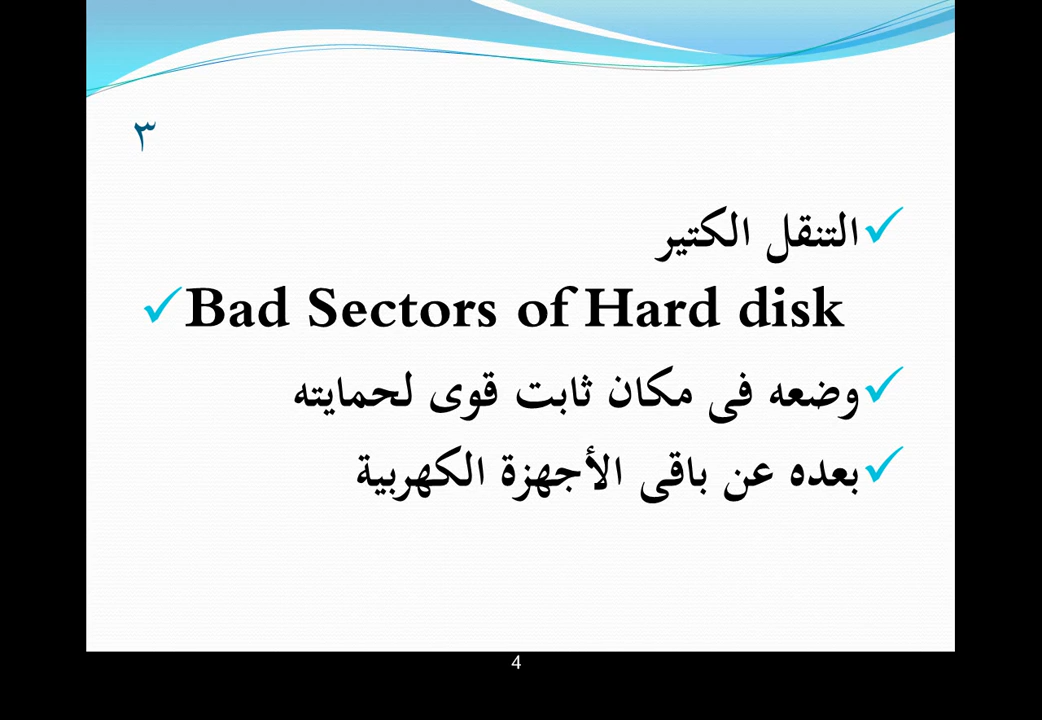 ٣
التنقل الكتير
Bad Sectors of Hard disk
وضعه فى مكان ثابت قوى لحمايته
بعده عن باقى الأجهزة الكهربية
4